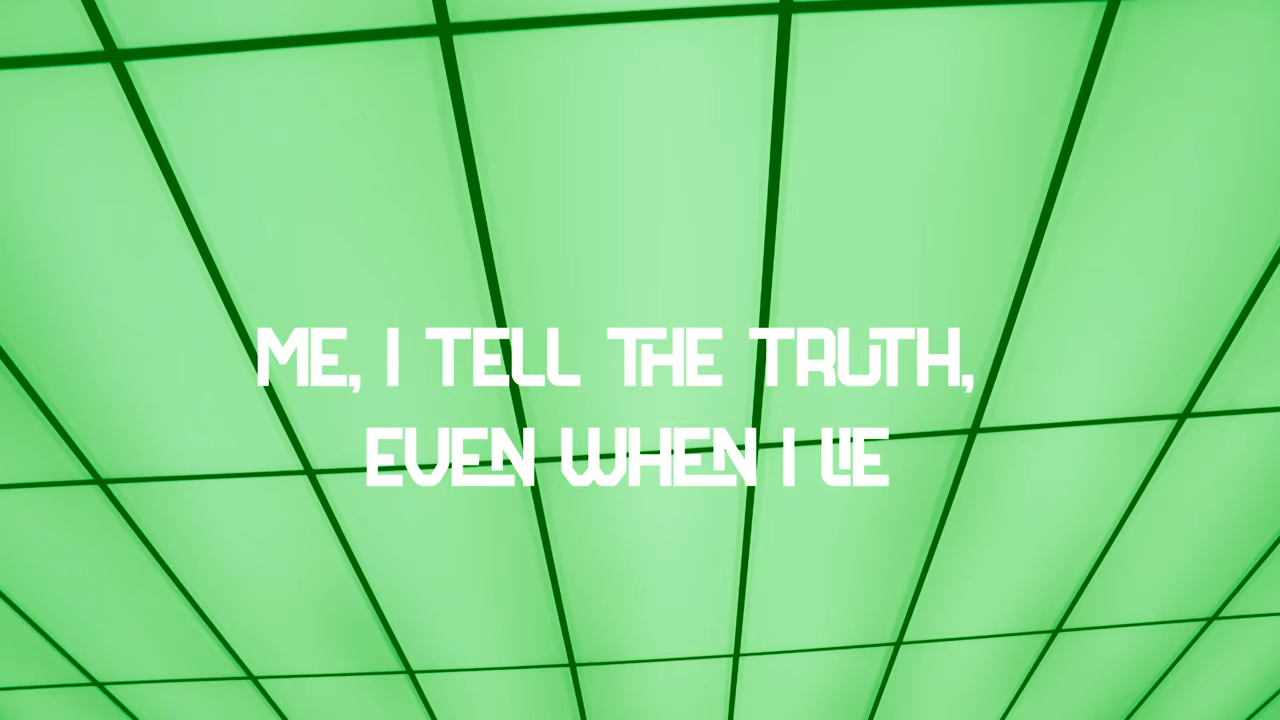 ME, I TELL THE TRUTH,
EVEN WHEN I LIE